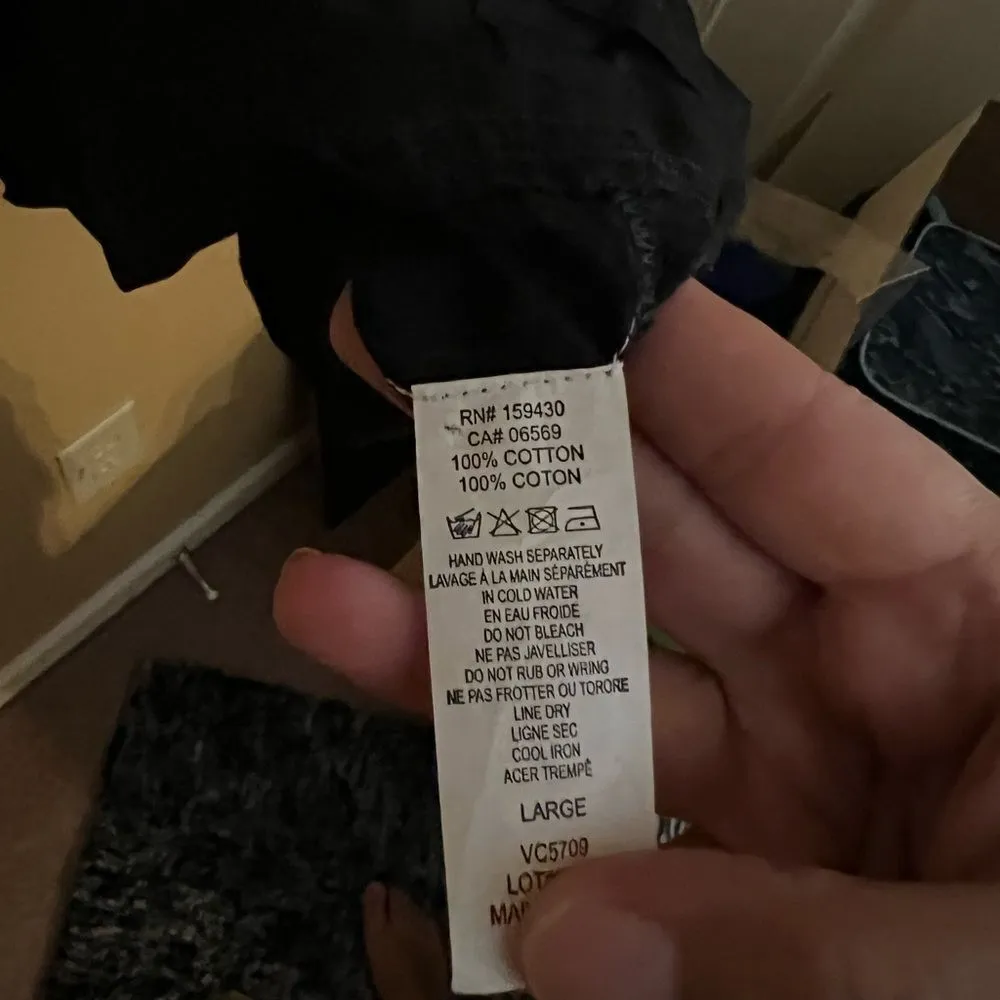 RN# 159430
CA# 06569
100% COTTON
100% COTON
HAND WASH SEPARATELY
LAVAGE À LA MAIN SÉPARÉMENT
IN COLD WATER
EN EAU FROIDE
DO NOT BLEACH
NE PAS JAVELLISER
DO NOT RUB OR WRING
NE PAS FROTTER OU TORORE
LINE DRY
LIGNE SEC
COOL IRON
ACER TREMPÊ
LARGE
VC5709